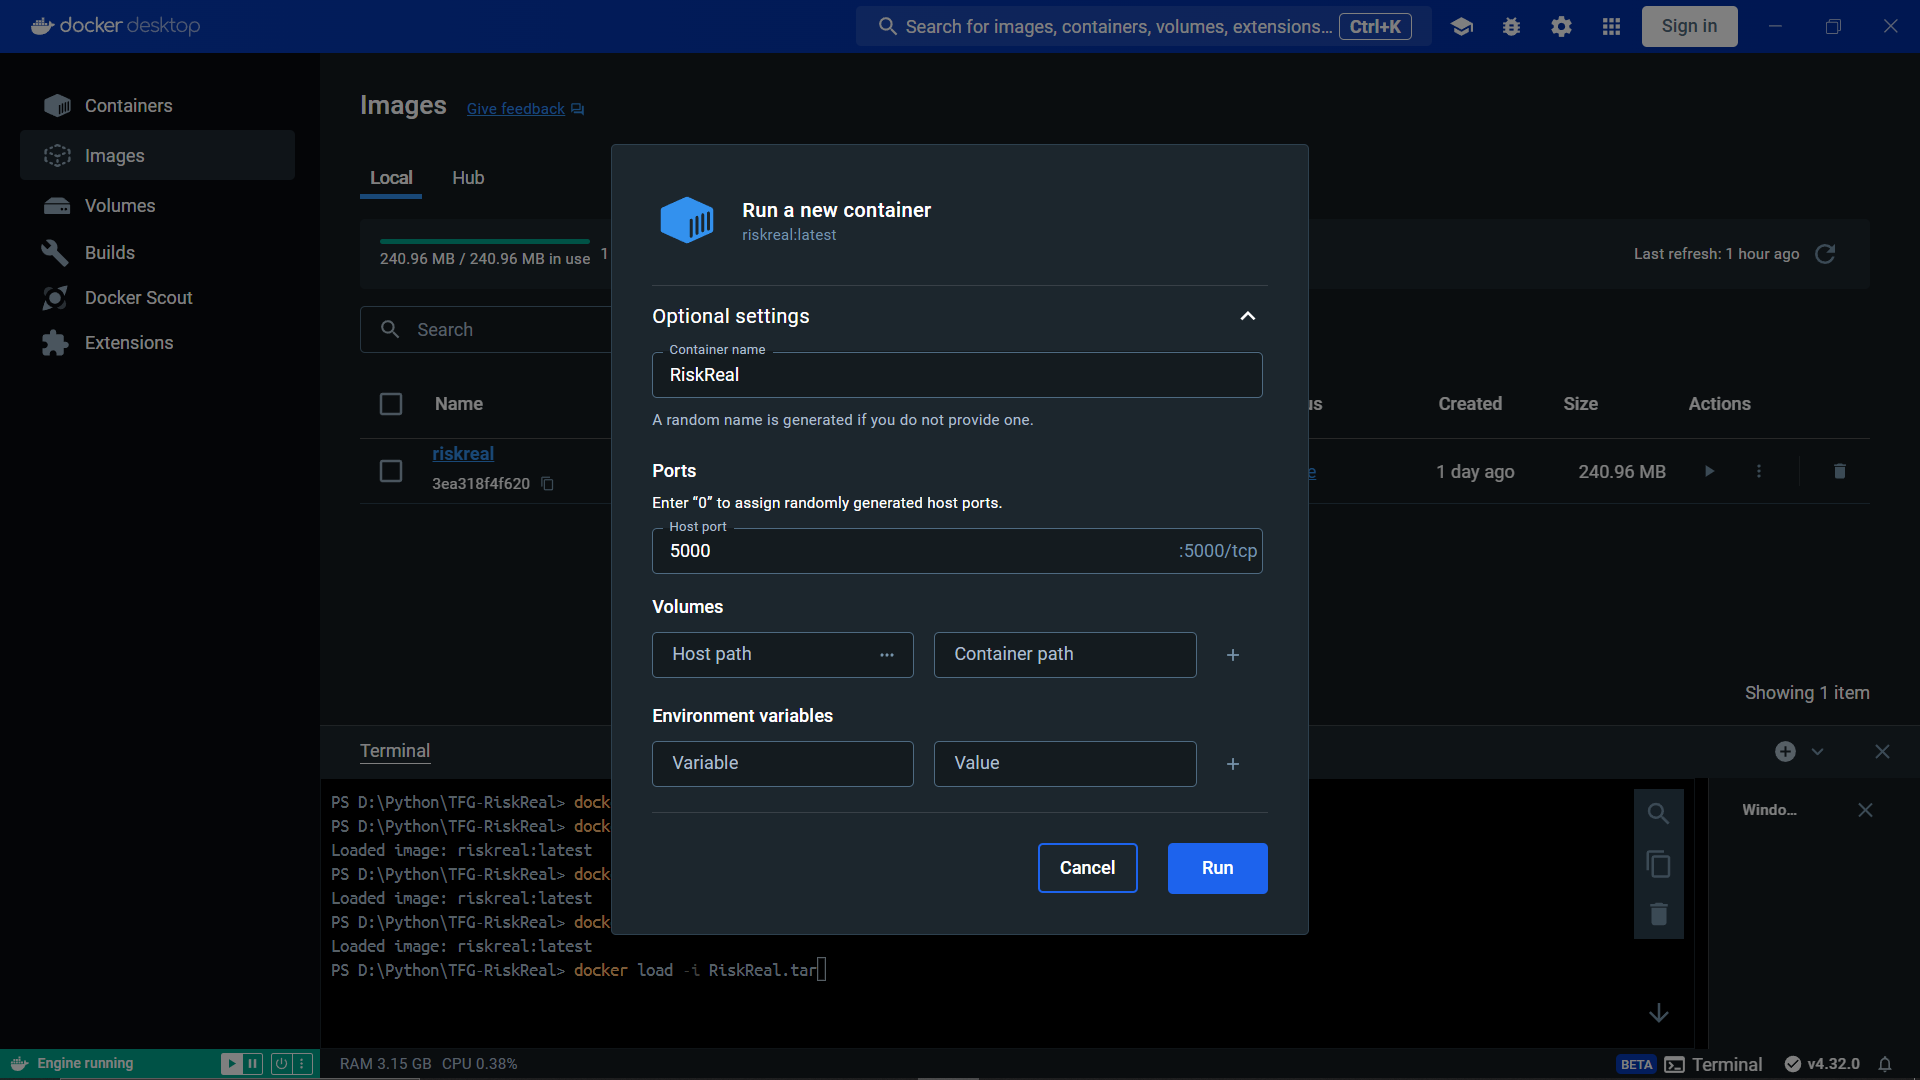 docker desktop
Search for images, containers, volumes, extensions... Ctrl+K
Sign in
Containers
Images
Volumes
Builds
Docker Scout
Extensions
Images Give feedback
Local Hub
240.96 MB / 240.96 MB in use 1
Last refresh: 1 hour ago
Search
Name
Created Size Actions
riskreal
3ea318f4f620
1 day ago 240.96 MB
Showing 1 item
Run a new container
riskreal:latest
Optional settings
Container name
RiskReal
A random name is generated if you do not provide one.
Ports
Enter “0” to assign randomly generated host ports.
Host port
5000 :5000/tcp
Volumes
Host path ... Container path +
Environment variables
Variable Value +
Cancel Run
Terminal
PS D:\Python\TFG-RiskReal> dock
PS D:\Python\TFG-RiskReal> dock
Loaded image: riskreal:latest
PS D:\Python\TFG-RiskReal> dock
Loaded image: riskreal:latest
PS D:\Python\TFG-RiskReal> dock
Loaded image: riskreal:latest
PS D:\Python\TFG-RiskReal> docker load -i RiskReal.tar
Windo...
Engine running
RAM 3.15 GB CPU 0.38%
BETA Terminal v4.32.0